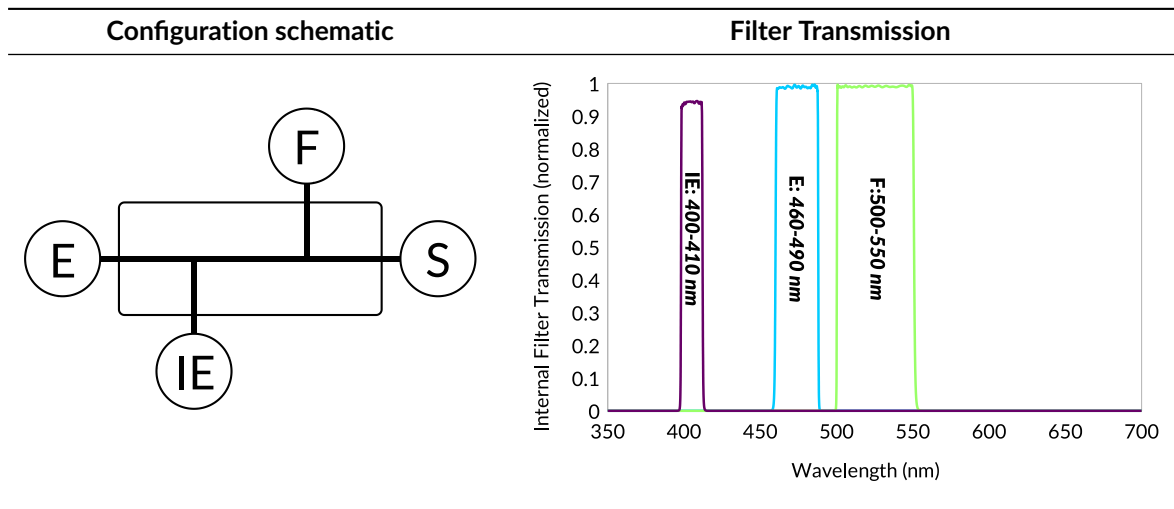 Configuration schematic
Filter Transmission
F
E
S
IE
Internal Filter Transmission (normalized)
1
0.9
0.8
0.7
0.6
0.5
0.4
0.3
0.2
0.1
0
IE: 400-410 nm
E: 460-490 nm
F:500-550 nm
350 400 450 500 550 600 650 700
Wavelength (nm)